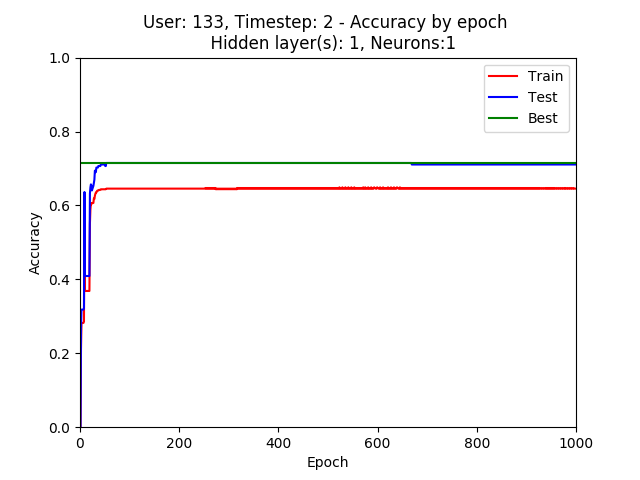 User: 133, Timestep: 2 - Accuracy by epoch
Hidden layer(s): 1, Neurons:1
1.0
0.8
0.6
0.4
0.2
0.0
Accuracy
Train
Test
Best
0 200 400 600 800 1000
Epoch